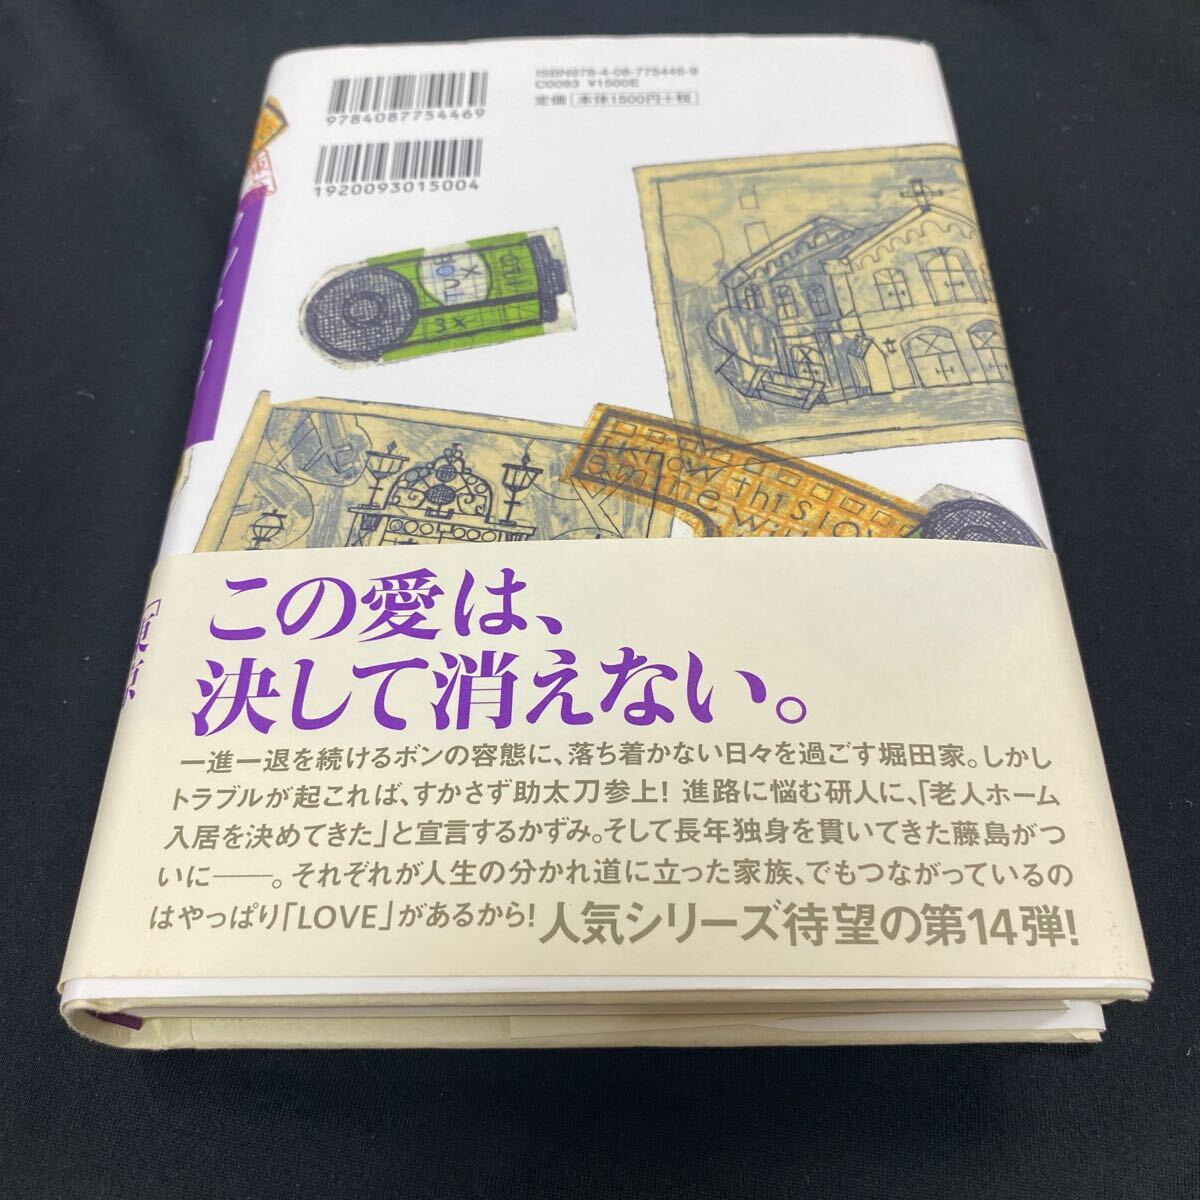 ISBN978-4-08-775446-9
C0093 ¥1500E
定価 本体1500円+税
9784087754469
1920093015004
3X
I know this lov
この愛は、
決して消えない。
一進一退を続けるボンの容態に、落ち着かない日々を過ごす堀田家。しかし
トラブルが起これば、すかさず助太刀参上! 進路に悩む研人に、「老人ホーム
入居を決めてきた」と宣言するかずみ。そして長年独身を貫いてきた藤島がつ
いに――。それぞれが人生の分かれ道に立った家族、でもつながっているの
はやっぱり「LOVE」があるから! 人気シリーズ待望の第14弾!